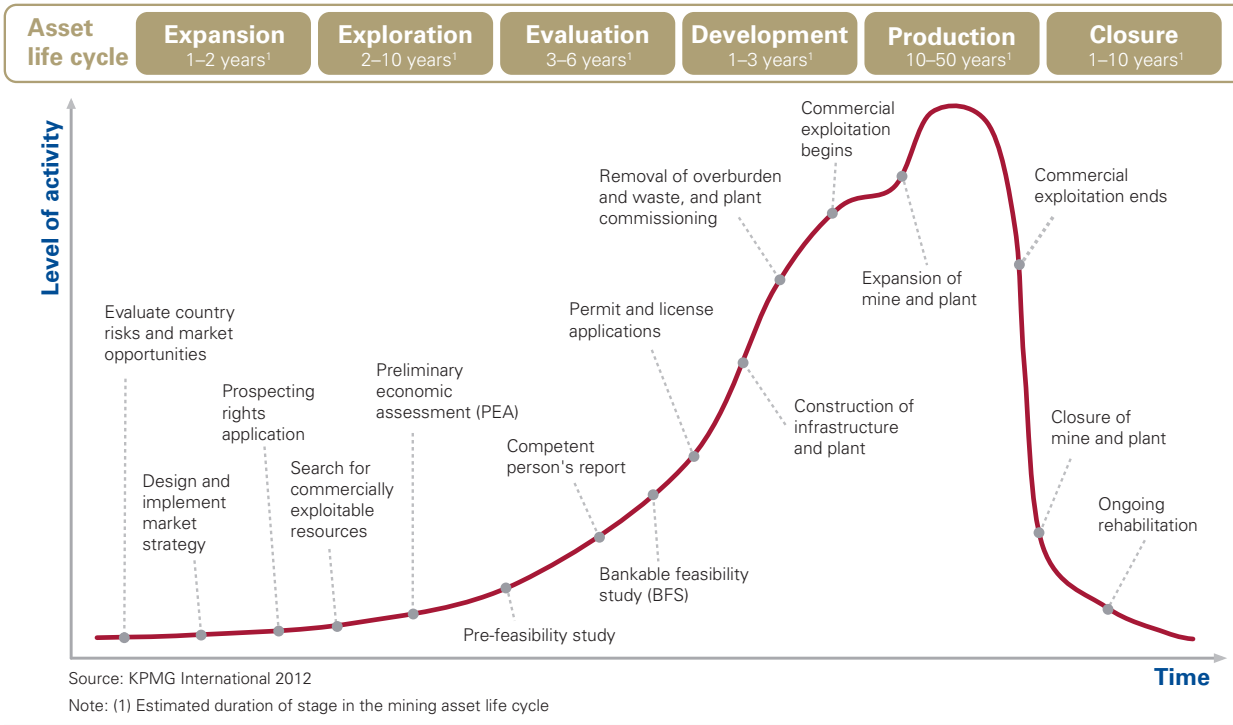 Asset
life cycle
Expansion
1–2 years¹
Exploration
2–10 years¹
Evaluation
3–6 years¹
Development
1–3 years¹
Production
10–50 years¹
Closure
1–10 years¹
Level of activity
Evaluate country
risks and market
opportunities
Design and
implement
market
strategy
Prospecting
rights
application
Search for
commercially
exploitable
resources
Preliminary
economic
assessment (PEA)
Pre-feasibility study
Competent
person's report
Bankable feasibility
study (BFS)
Permit and license
applications
Construction of
infrastructure
and plant
Removal of overburden
and waste, and plant
commissioning
Commercial
exploitation
begins
Expansion of
mine and plant
Commercial
exploitation ends
Closure of
mine and plant
Ongoing
rehabilitation
Time
Source: KPMG International 2012
Note: (1) Estimated duration of stage in the mining asset life cycle